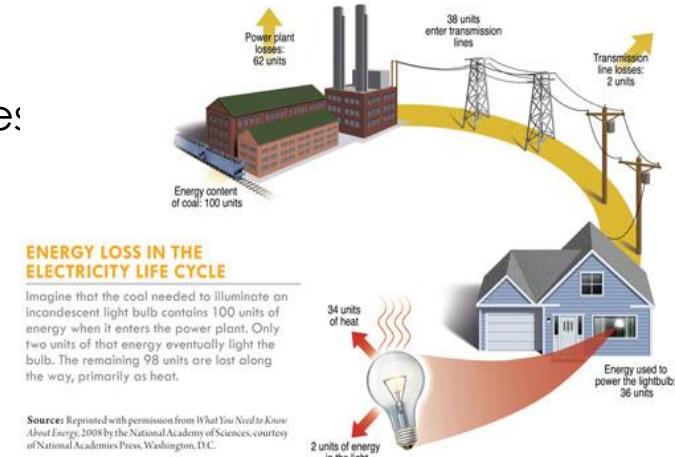 Power plant
losses:
62 units
38 units
enter transmission
lines
Transmission
line losses:
2 units
es
Energy content
of coal: 100 units
ENERGY LOSS IN THE
ELECTRICITY LIFE CYCLE
Imagine that the coal needed to illuminate an
incandescent light bulb contains 100 units of
energy when it enters the power plant. Only
two units of that energy eventually light the
bulb. The remaining 98 units are lost along
the way, primarily as heat.
Source: Reprinted with permission from What You Need to Know
About Energy, 2008 by the National Academy of Sciences, courtesy
of National Academies Press, Washington, D.C.
34 units
of heat
Energy used to
power the lightbulb:
36 units
2 units of energy
in the light